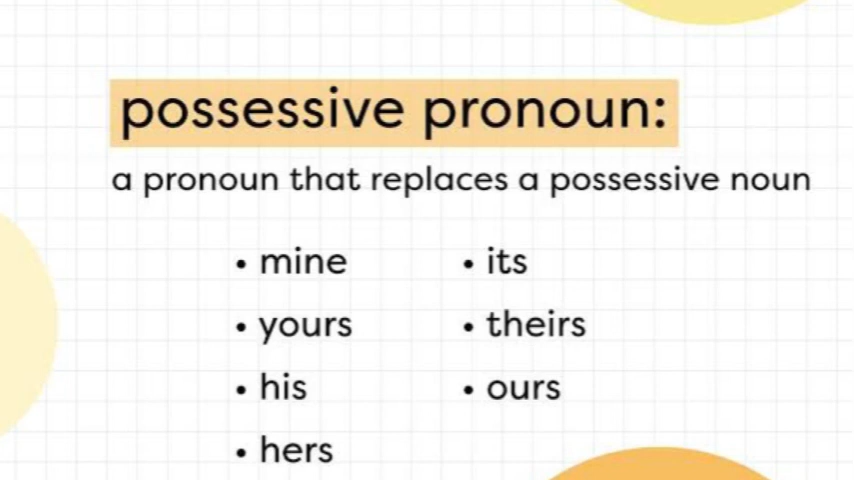 possessive pronoun:
a pronoun that replaces a possessive noun
• mine
• yours
• his
• hers
• its
• theirs
• ours